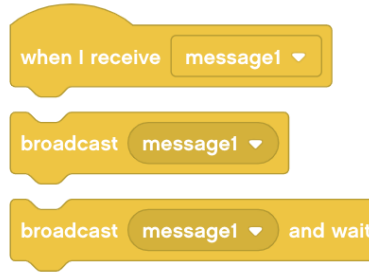 when I receive message1
broadcast message1
broadcast message1 and wait